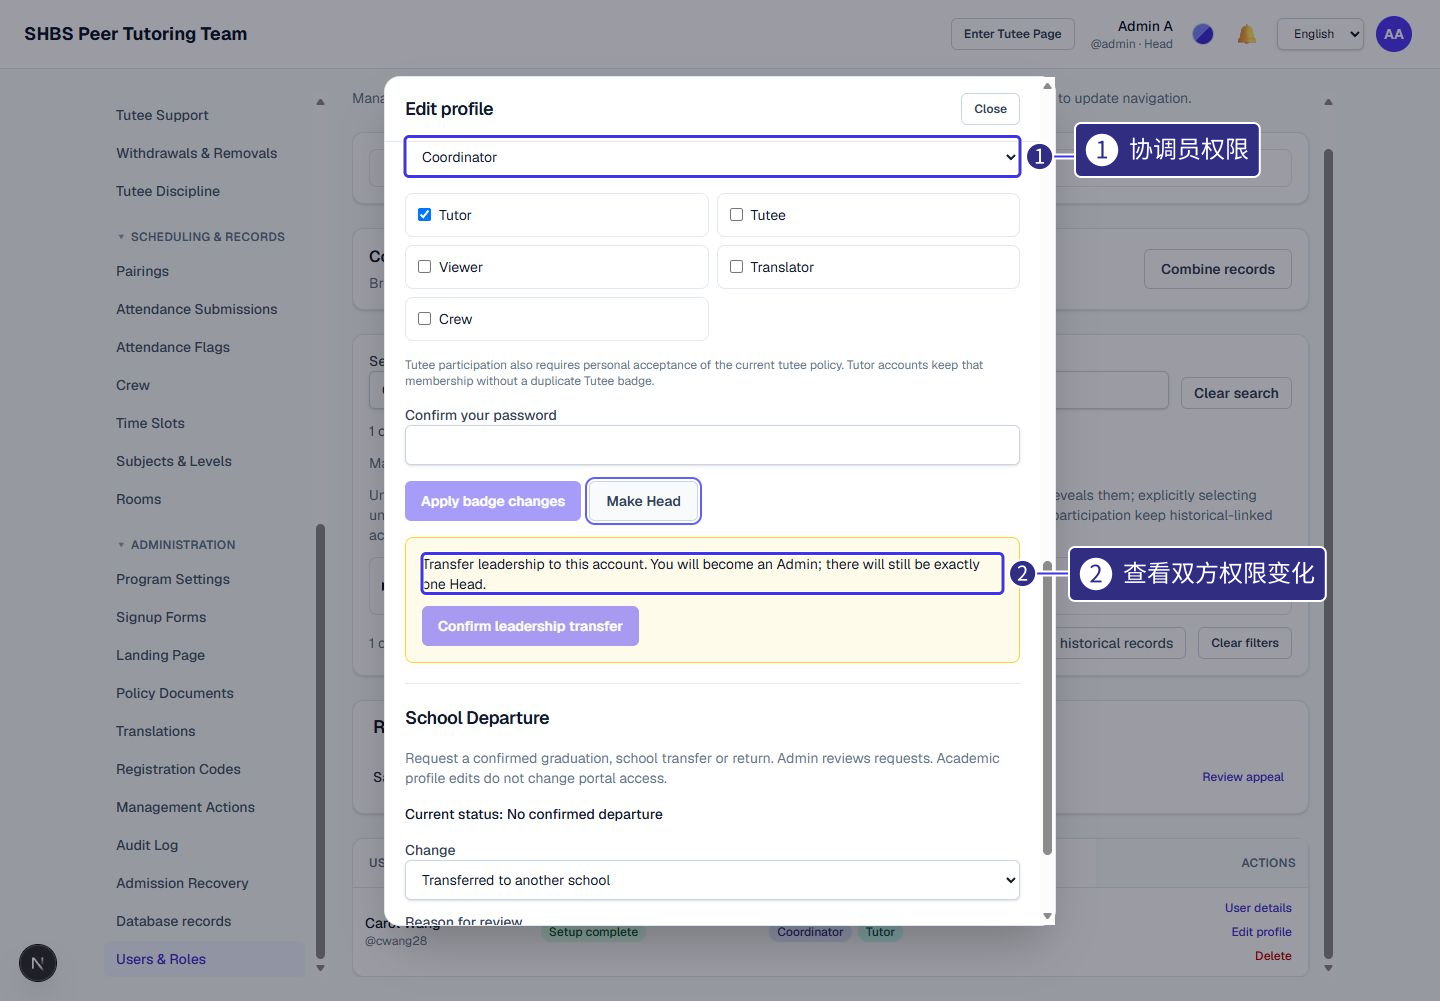 SHBS Peer Tutoring Team
Enter Tutee Page
Admin A
@admin · Head
English
AA
Tutee Support
Withdrawals & Removals
Tutee Discipline
SCHEDULING & RECORDS
Pairings
Attendance Submissions
Attendance Flags
Crew
Time Slots
Subjects & Levels
Rooms
ADMINISTRATION
Program Settings
Signup Forms
Landing Page
Policy Documents
Translations
Registration Codes
Management Actions
Audit Log
Admission Recovery
Database records
Users & Roles
N
to update navigation.
Combine records
Clear search
1
eveals them; explicitly selecting
participation keep historical-linked
historical records
Clear filters
Review appeal
ACTIONS
@cwang28
Setup complete
Coordinator
Tutor
User details
Edit profile
Delete
Edit profile
Close
Coordinator
1
1 协调员权限
Tutor
Tutee
Viewer
Translator
Crew
Tutee participation also requires personal acceptance of the current tutee policy. Tutor accounts keep that
membership without a duplicate Tutee badge.
Confirm your password
Apply badge changes
Make Head
Transfer leadership to this account. You will become an Admin; there will still be exactly
one Head.
2
2 查看双方权限变化
Confirm leadership transfer
School Departure
Request a confirmed graduation, school transfer or return. Admin reviews requests. Academic
profile edits do not change portal access.
Current status: No confirmed departure
Change
Transferred to another school
Reason for review